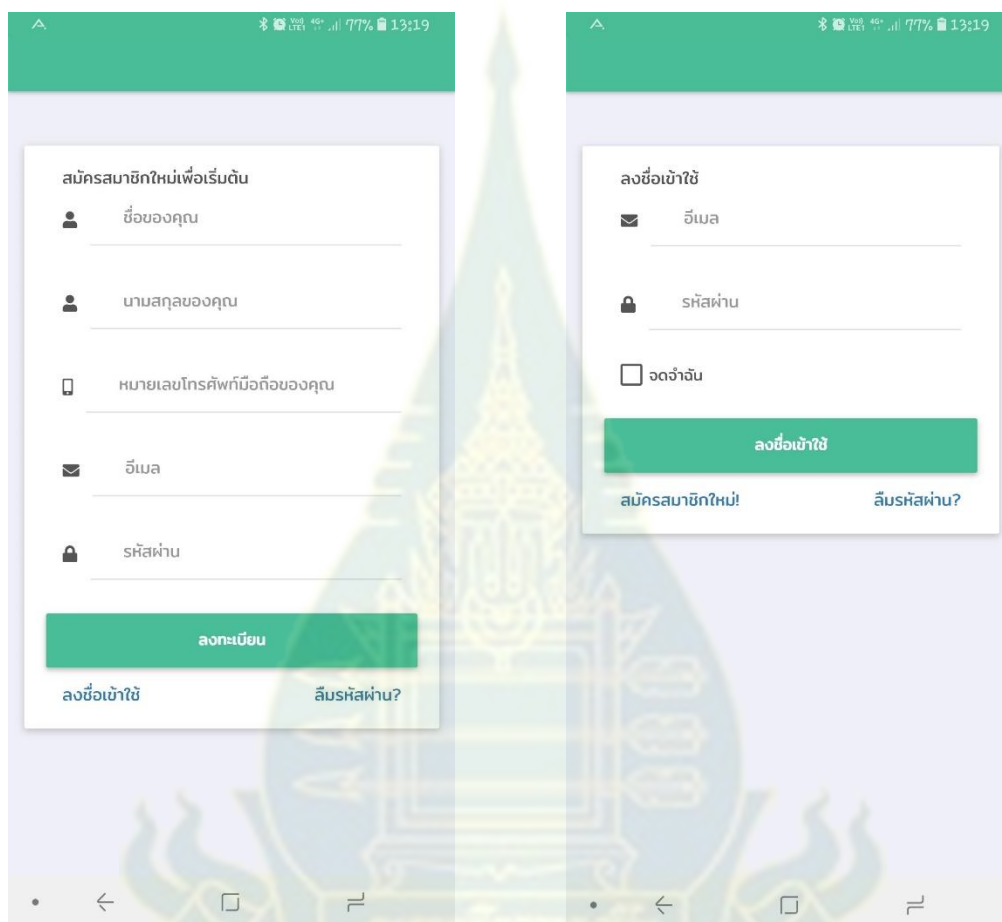 77% 13:19
สมัครสมาชิกใหม่เพื่อเริ่มต้น
ชื่อของคุณ
นามสกุลของคุณ
หมายเลขโทรศัพท์มือถือของคุณ
อีเมล
รหัสผ่าน
ลงทะเบียน
ลงชื่อเข้าใช้ ลืมรหัสผ่าน?
77% 13:19
ลงชื่อเข้าใช้
อีเมล
รหัสผ่าน
จดจำฉัน
ลงชื่อเข้าใช้
สมัครสมาชิกใหม่! ลืมรหัสผ่าน?